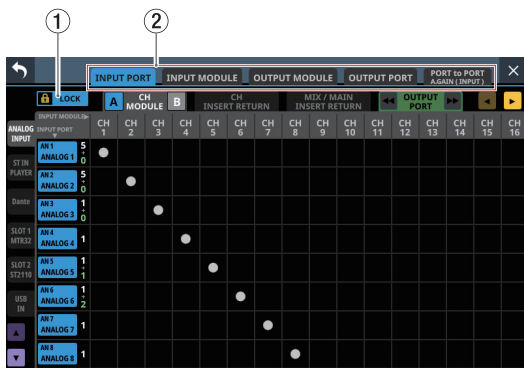 1 2
INPUT PORT INPUT MODULE OUTPUT MODULE OUTPUT PORT PORT to PORT
A.GAIN ( INPUT )
LOCK A CH MODULE B CH INSERT RETURN MIX / MAIN INSERT RETURN OUTPUT PORT
INPUT MODULE
INPUT PORT
CH 1 CH 2 CH 3 CH 4 CH 5 CH 6 CH 7 CH 8 CH 9 CH 10 CH 11 CH 12 CH 13 CH 14 CH 15 CH 16
ANALOG INPUT
ST IN PLAYER
Dante
SLOT 1 MTR32
SLOT 2 ST2110
USB IN
AN 1 ANALOG 1 5 + 0
AN 2 ANALOG 2 5 + 0
AN 3 ANALOG 3 1 + 0
AN 4 ANALOG 4 1
AN 5 ANALOG 5 1 + 1
AN 6 ANALOG 6 1 + 2
AN 7 ANALOG 7 1
AN 8 ANALOG 8 1